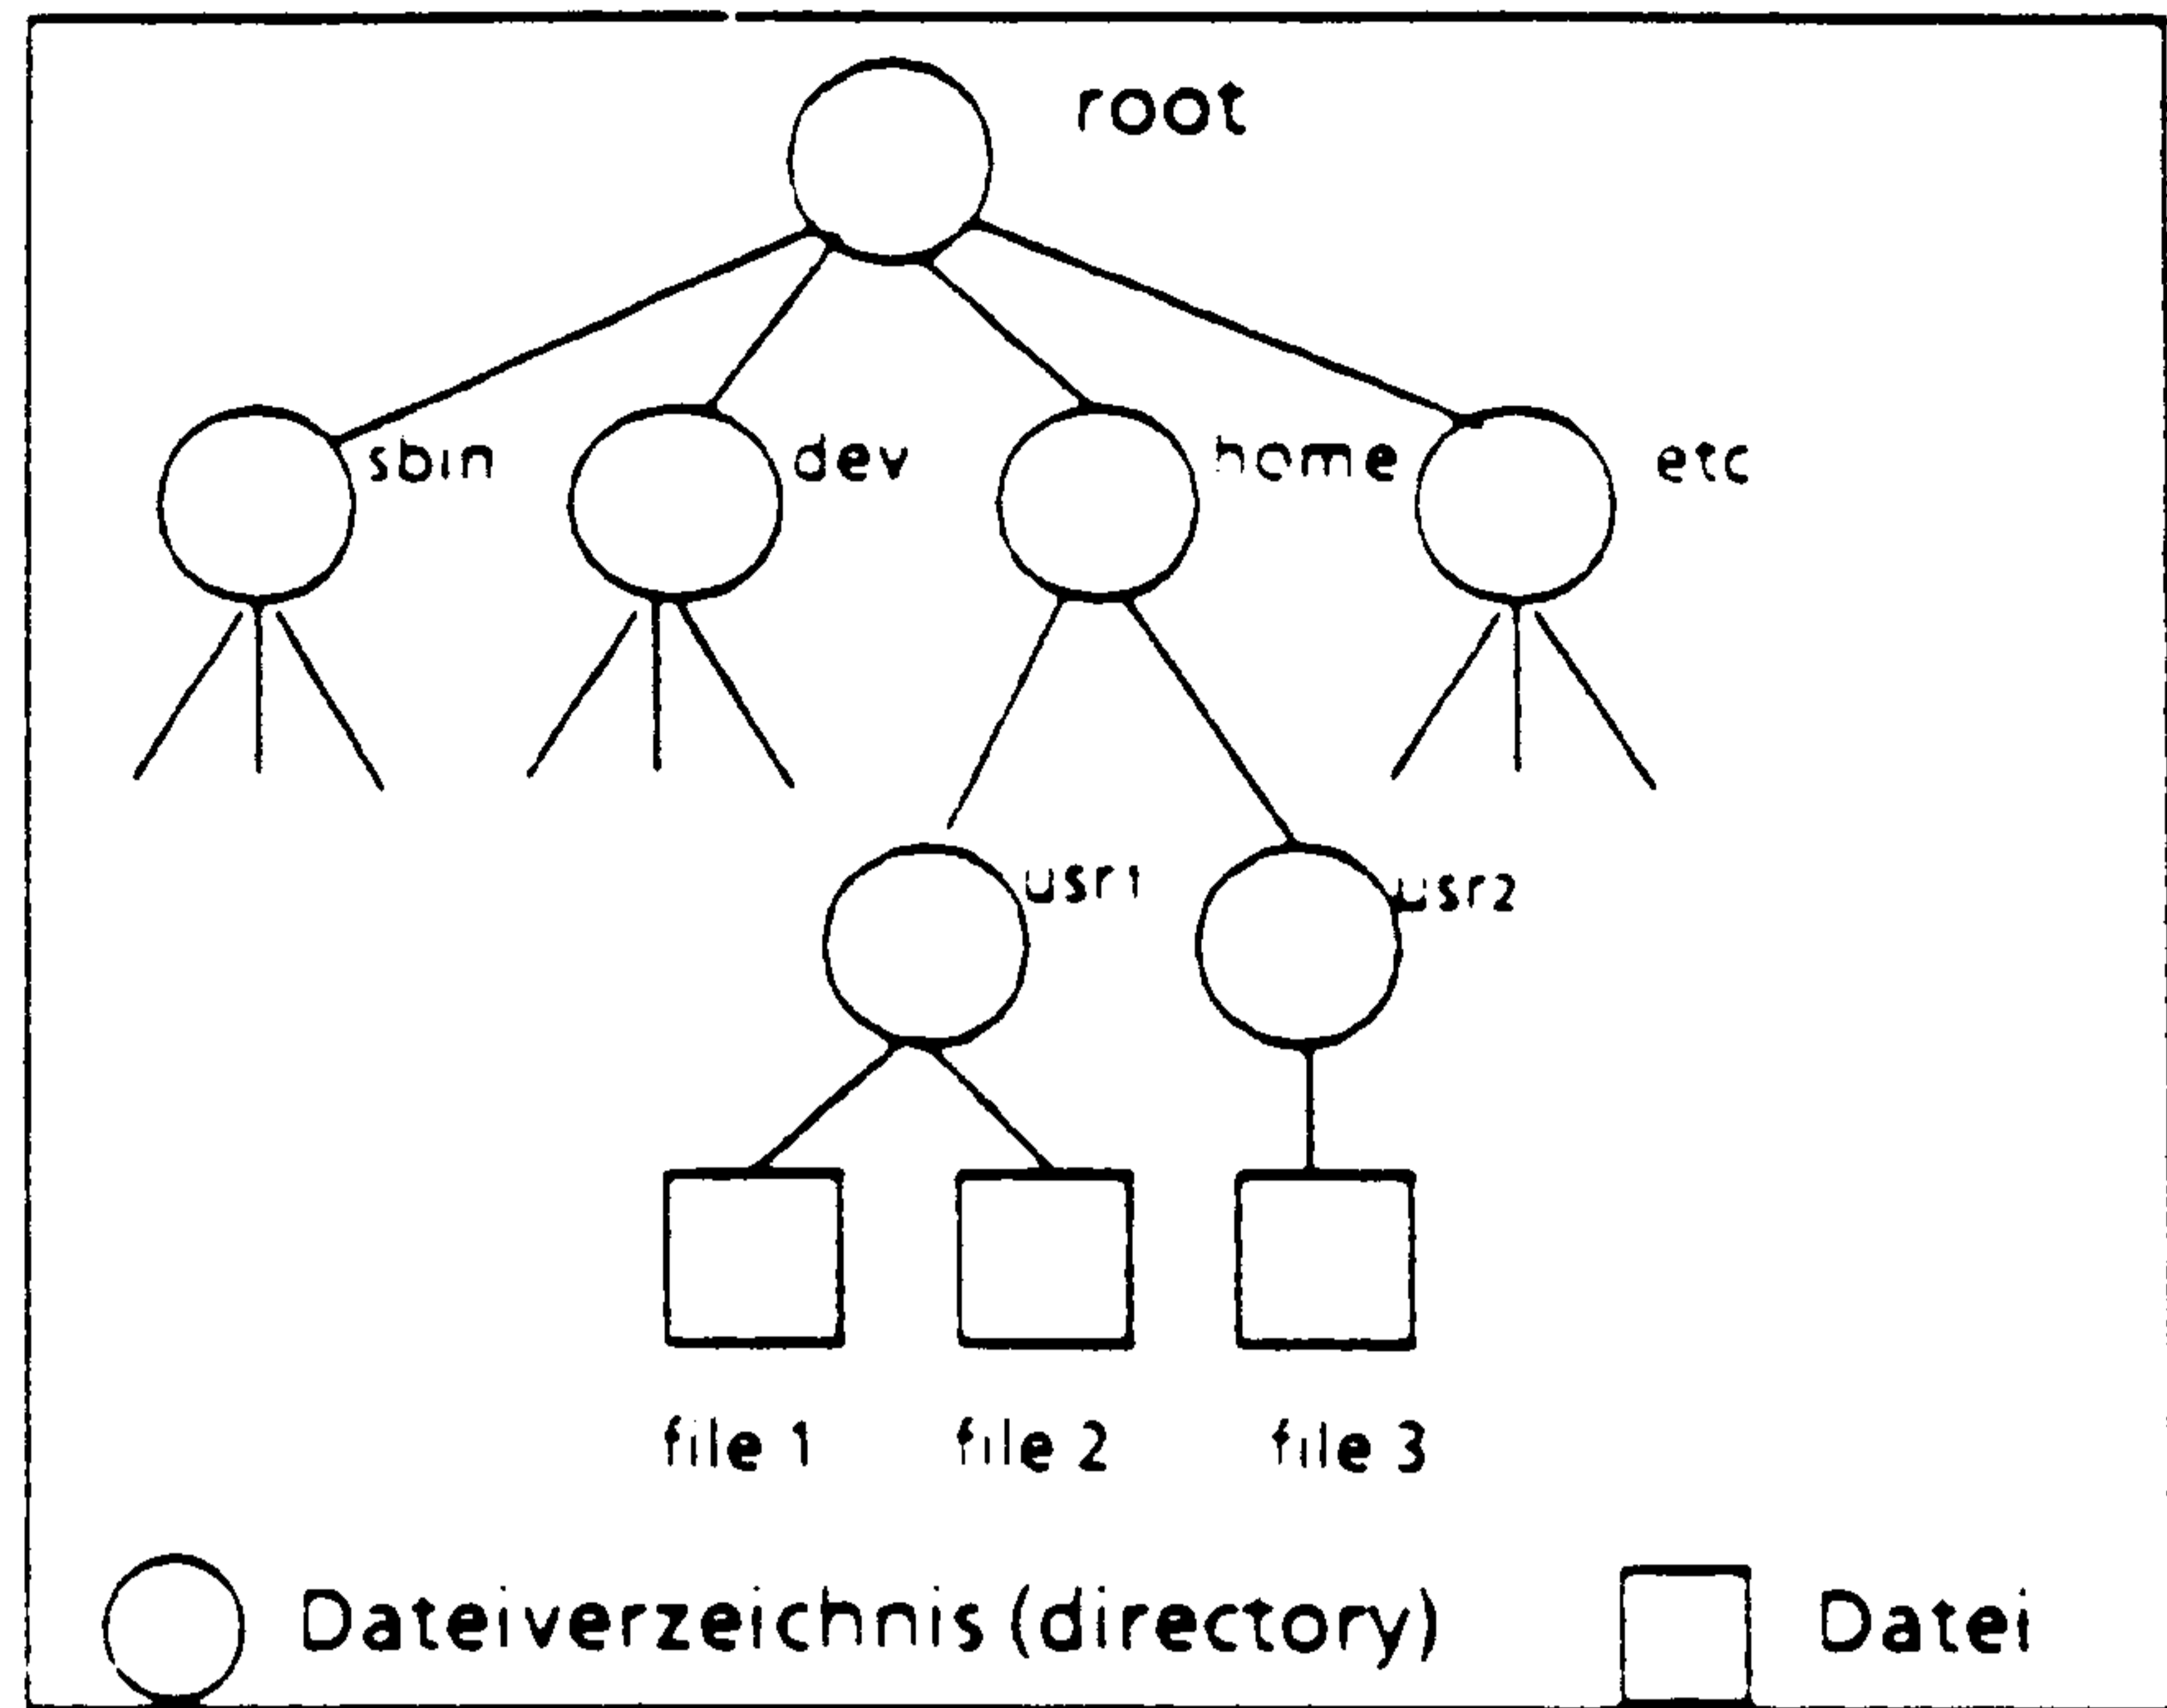 root
sbin dev home etc
usr1 usr2
file 1 file 2 file 3
Dateiverzeichnis (directory) Datei